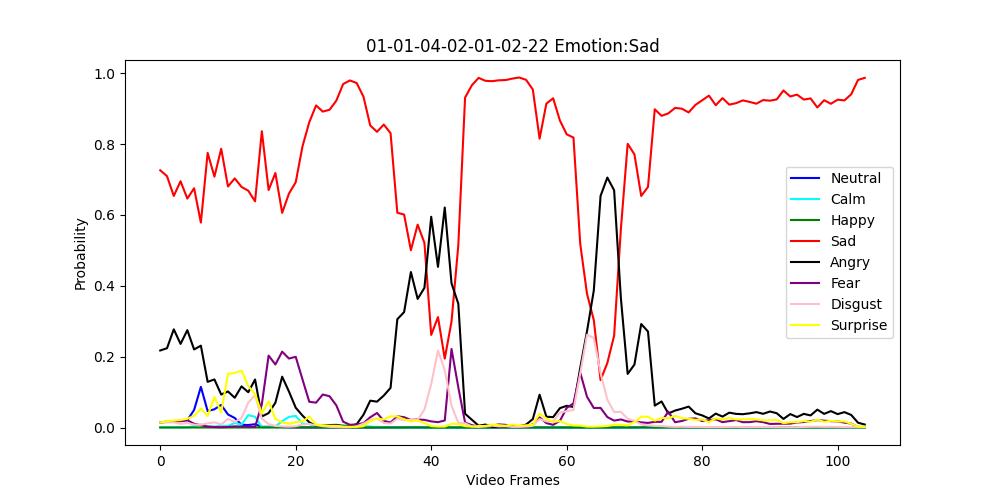 01-01-04-02-01-02-22 Emotion:Sad
Probability
1.0
0.8
0.6
0.4
0.2
0.0
Neutral
Calm
Happy
Sad
Angry
Fear
Disgust
Surprise
0 20 40 60 80 100
Video Frames